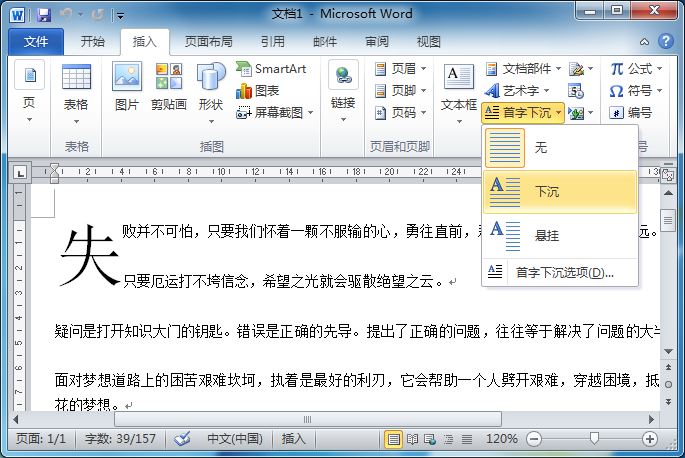 文档1 - Microsoft Word
文件 开始 插入 页面布局 引用 邮件 审阅 视图
页
表格
表格
图片
剪贴画
形状
SmartArt
图表
屏幕截图
插图
链接
页眉
页脚
页码
页眉和页脚
文本框
文档部件
艺术字
首字下沉
公式
符号
编号
无
下沉
悬挂
首字下沉选项(D)...
失败并不可怕，只要我们怀着一颗不服输的心，勇往直前，
远。
只要厄运打不垮信念，希望之光就会驱散绝望之云。
疑问是打开知识大门的钥匙。错误是正确的先导。提出了正确的问题，往往等于解决了问题的大
面对梦想道路上的困苦艰难坎坷，执着是最好的利刃，它会帮助一个人劈开艰难，穿越困境，抵
花的梦想。
页面: 1/1 字数: 39/157 中文(中国) 插入 120%